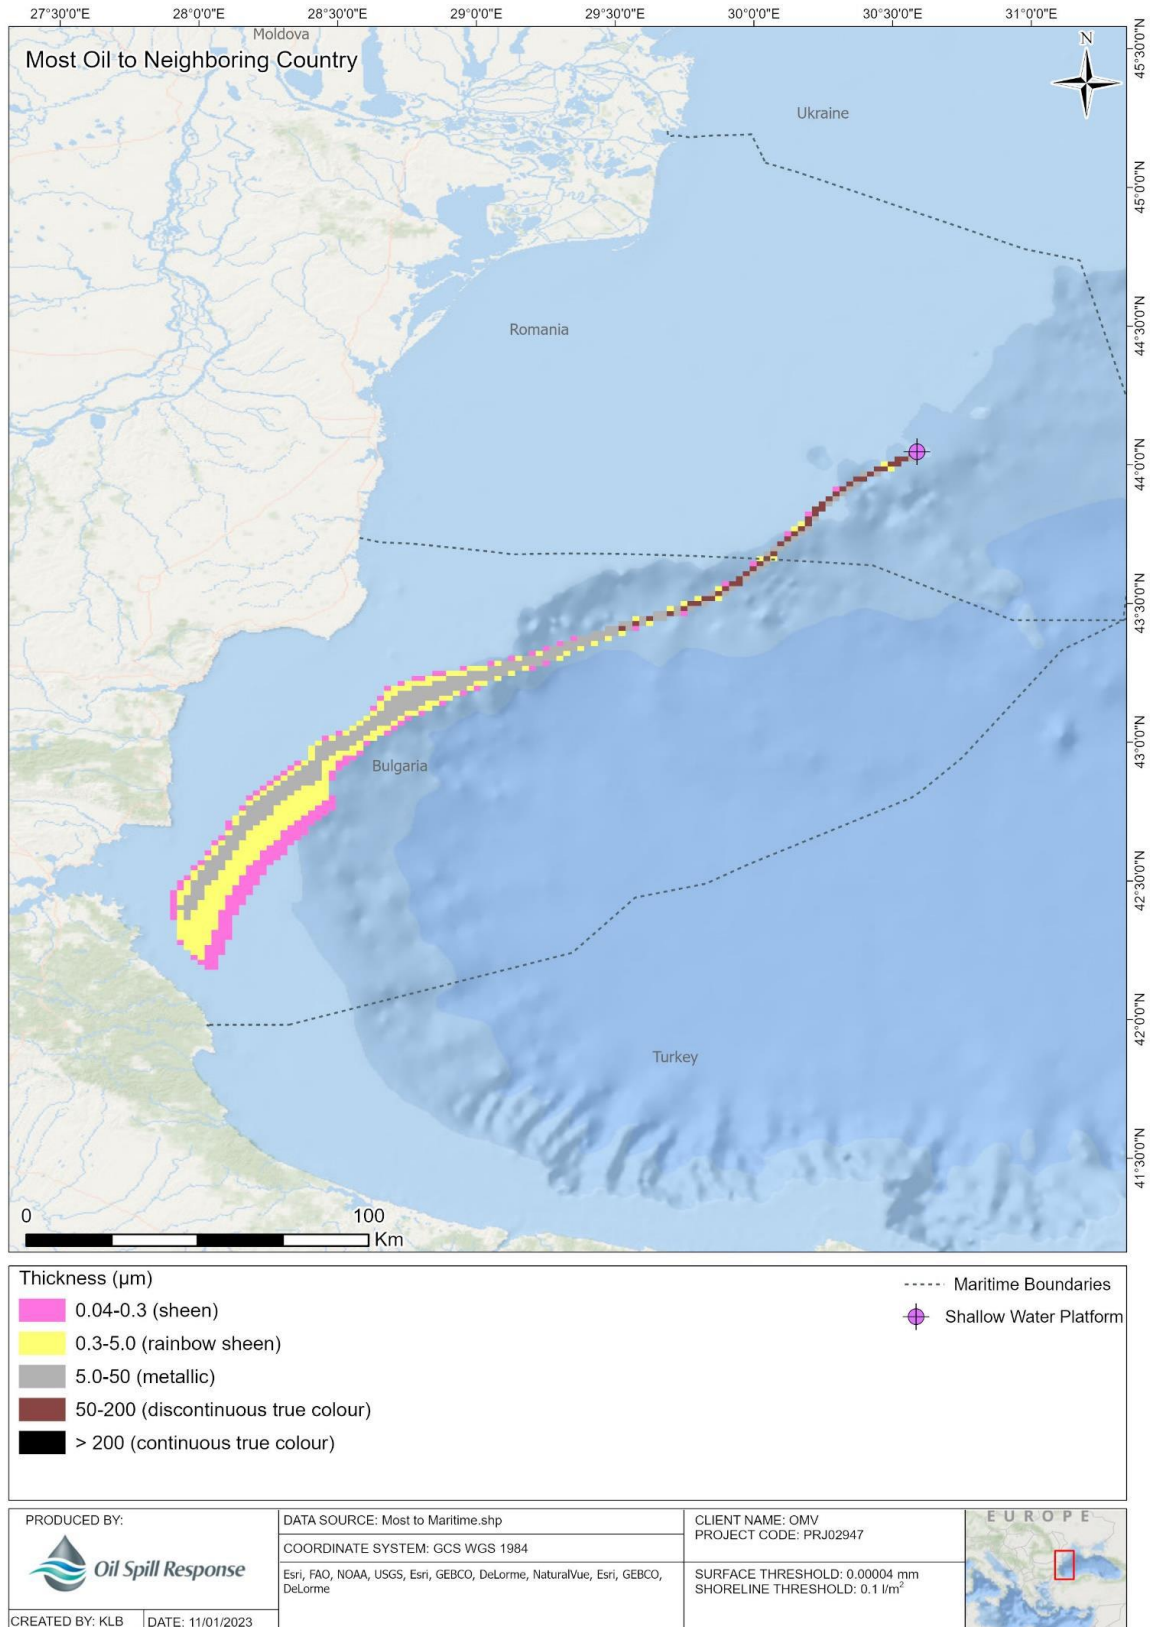 27°30'0"E 28°0'0"E 28°30'0"E 29°0'0"E 29°30'0"E 30°0'0"E 30°30'0"E 31°0'0"E
Moldova
Most Oil to Neighboring Country
N
45°30'0"N
Ukraine
45°0'0"N
Romania
44°30'0"N
44°0'0"N
43°30'0"N
43°0'0"N
Bulgaria
42°30'0"N
42°0'0"N
Turkey
41°30'0"N
0 100
Km
Thickness (µm)
0.04-0.3 (sheen)
0.3-5.0 (rainbow sheen)
5.0-50 (metallic)
50-200 (discontinuous true colour)
> 200 (continuous true colour)
Maritime Boundaries
Shallow Water Platform
PRODUCED BY:
Oil Spill Response
CREATED BY: KLB
DATE: 11/01/2023
DATA SOURCE: Most to Maritime.shp
COORDINATE SYSTEM: GCS WGS 1984
Esri, FAO, NOAA, USGS, Esri, GEBCO, DeLorme, NaturalVue, Esri, GEBCO,
DeLorme
CLIENT NAME: OMV
PROJECT CODE: PRJ02947
SURFACE THRESHOLD: 0.00004 mm
SHORELINE THRESHOLD: 0.1 l/m²
EUROPE